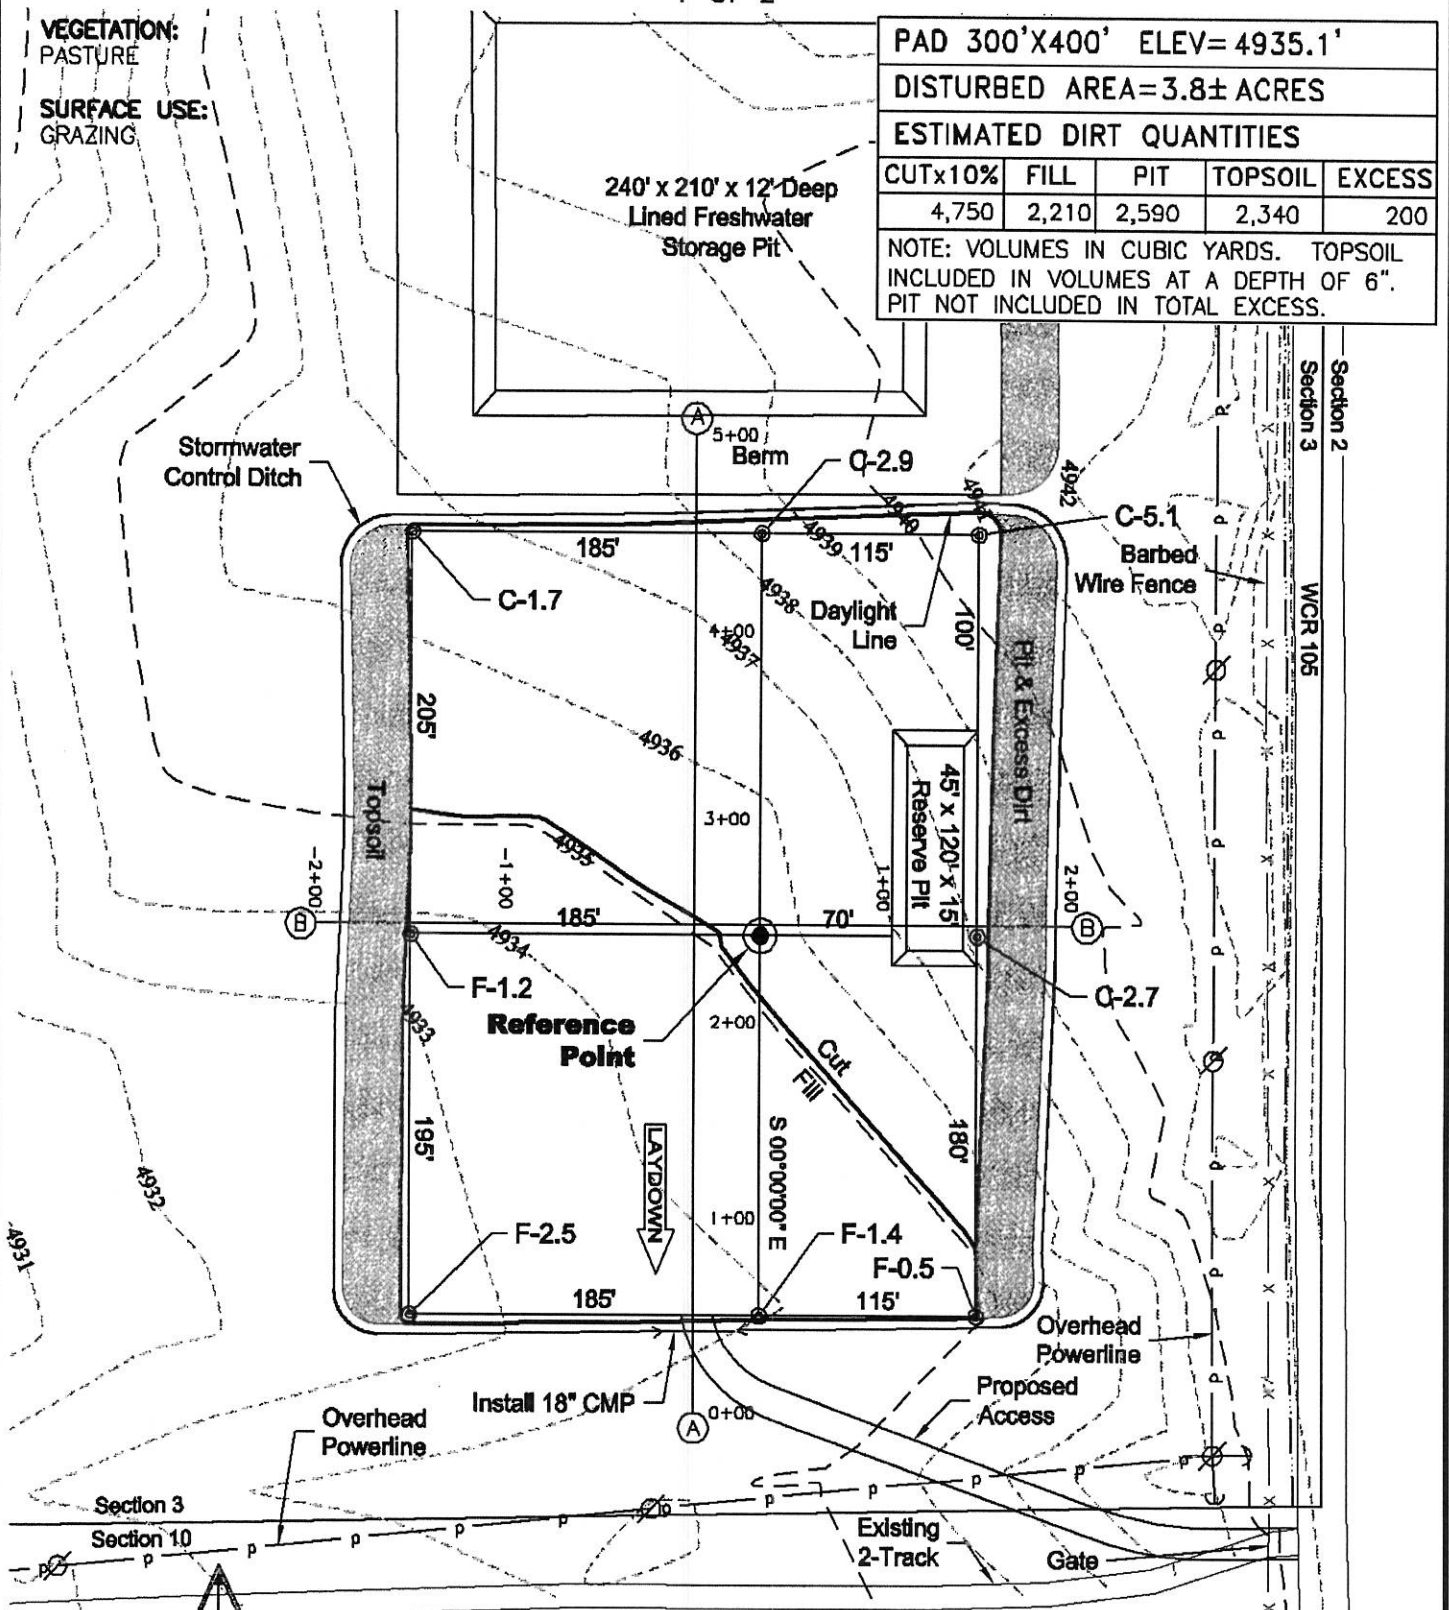 VEGETATION:
PASTURE
SURFACE USE:
GRAZING
PAD 300'X400' ELEV=4935.1'
DISTURBED AREA=3.8± ACRES
ESTIMATED DIRT QUANTITIES
CUTx10% FILL PIT TOPSOIL EXCESS
4,750 2,210 2,590 2,340 200
NOTE: VOLUMES IN CUBIC YARDS. TOPSOIL
INCLUDED IN VOLUMES AT A DEPTH OF 6".
PIT NOT INCLUDED IN TOTAL EXCESS.
240' x 210' x 12' Deep
Lined Freshwater
Storage Pit
Section 2
Section 3
WCR 105
A
5+00
Berm
Stormwater
Control Ditch
C-2.9
4942
4940
4939
4938
4937
4936
4935
4934
4933
4932
4931
C-5.1
Barbed
Wire Fence
185'
115'
C-1.7
Daylight
Line
100'
4+00
205'
Pit & Excess Dirt
Topsoil
45' x 120' x 15'
Reserve Pit
3+00
-2+00
-1+00
1+00
2+00
B
185'
70'
B
F-1.2
C-2.7
Reference
Point
2+00
Cut
Fill
195'
LAYDOWN
S 00°00'00" E
180'
1+00
F-2.5
F-1.4
F-0.5
185'
115'
Overhead
Powerline
Install 18" CMP
Proposed
Access
A
0+00
Overhead
Powerline
Section 3
Section 10
Existing
2-Track
Gate